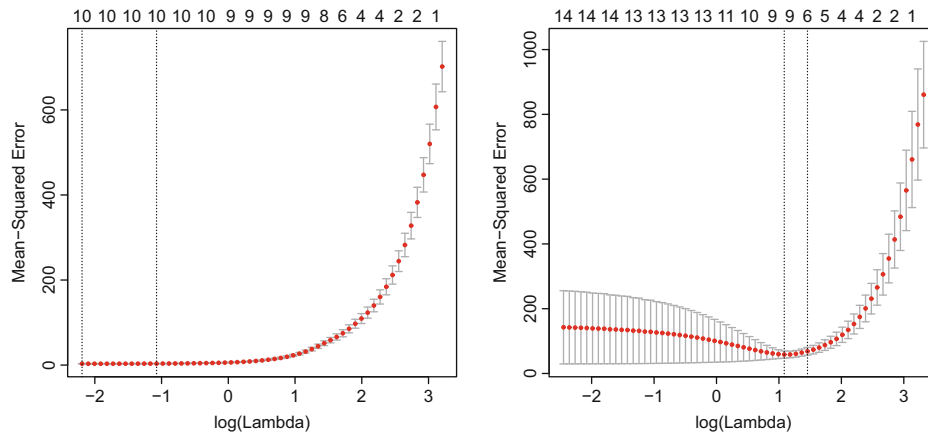 10 10 10 10 10 9 9 9 9 8 6 4 4 2 2 1
Mean−Squared Error
0 200 400 600
−2 −1 0 1 2 3
log(Lambda)
14 14 14 13 13 13 13 11 10 9 9 6 5 4 4 2 2 1
Mean−Squared Error
0 200 400 600 800 1000
−2 −1 0 1 2 3
log(Lambda)